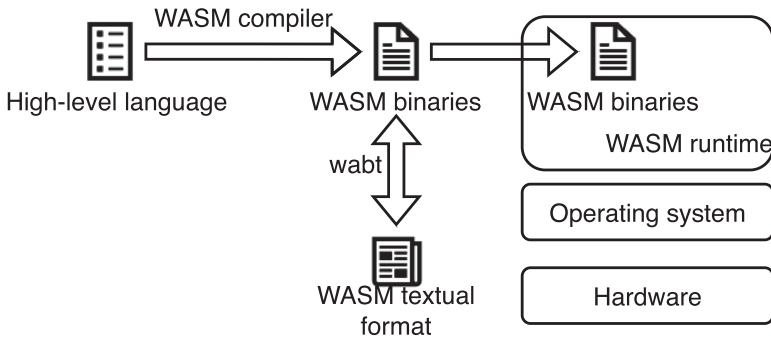 WASM compiler
High-level language
WASM binaries
WASM binaries
WASM runtime
wabt
Operating system
WASM textual
format
Hardware